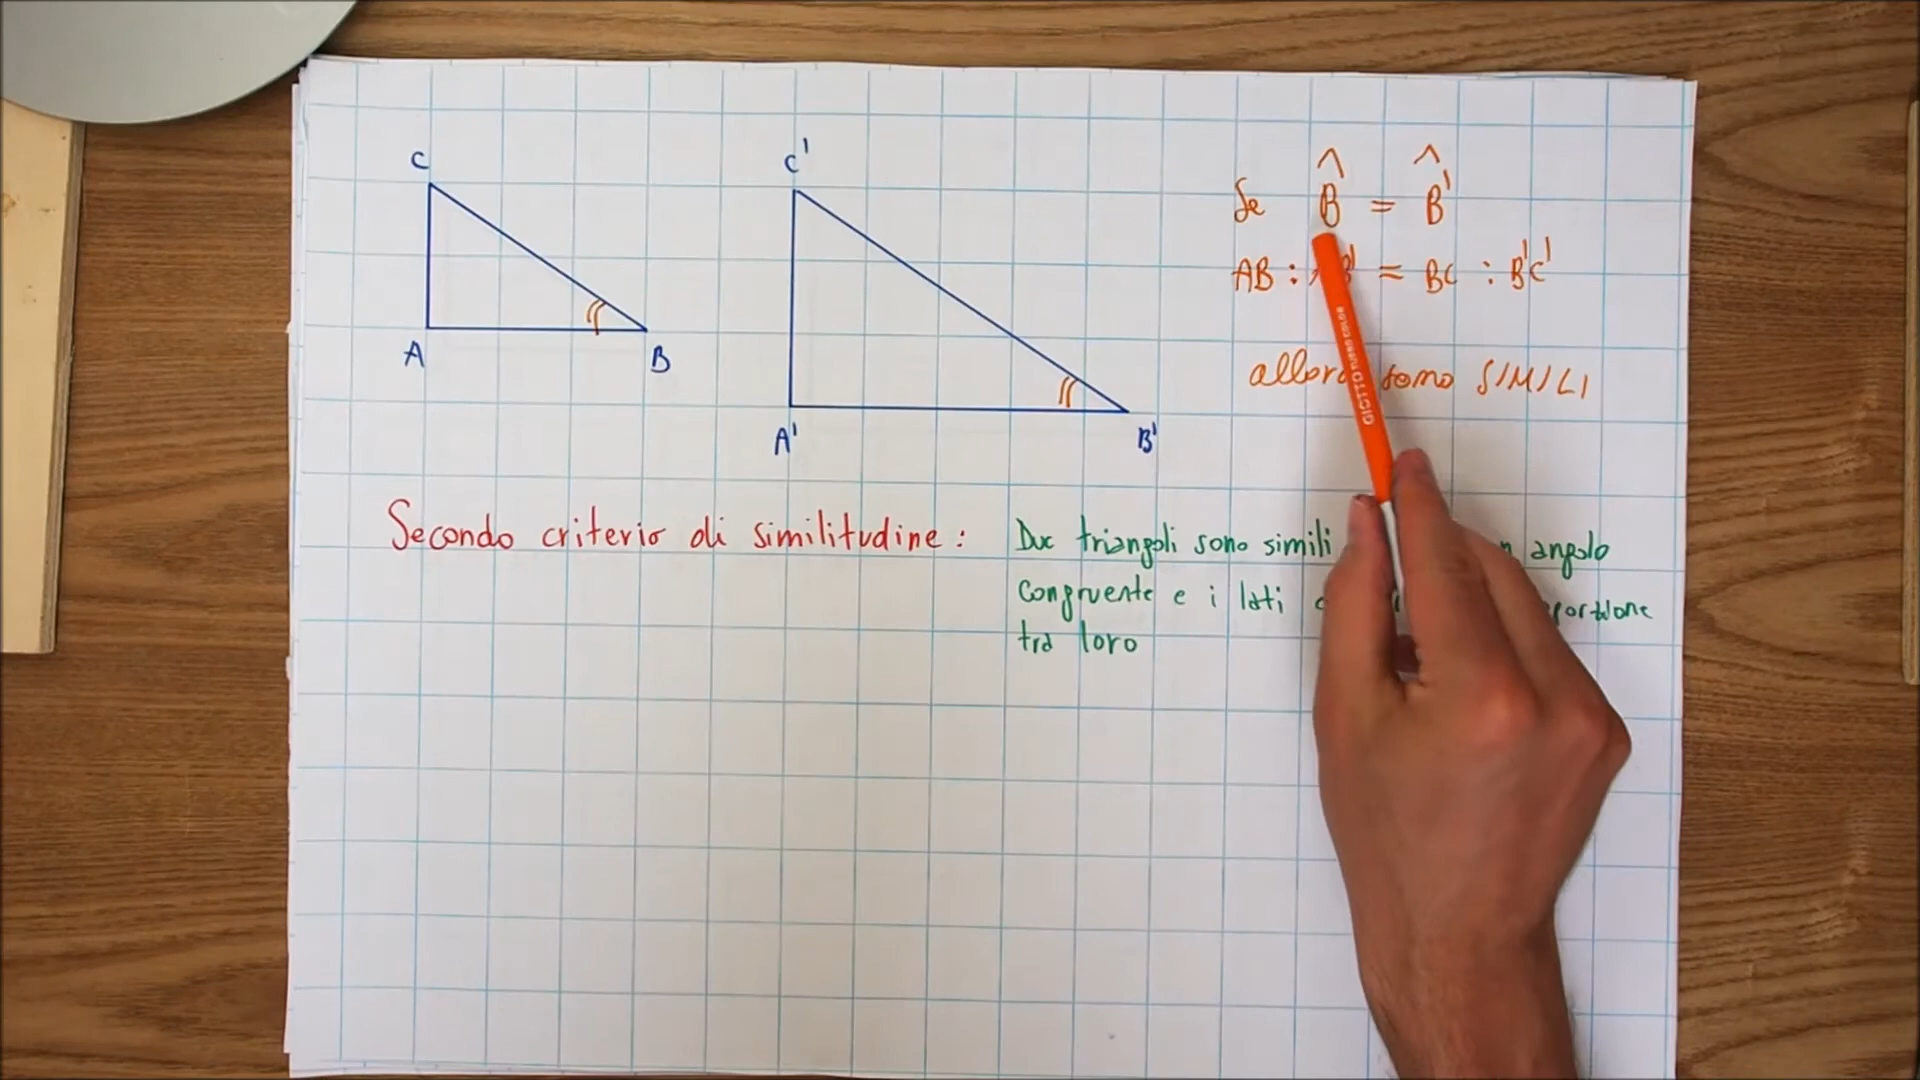 C
C'
Se B̂ = B̂'
AB : B' = BC : B'C'
A
B
allora sono SIMILI
A'
B'
GIOTTO
Secondo criterio di similitudine :
Due triangoli sono simili angolo
congruente e i lati
tra loro